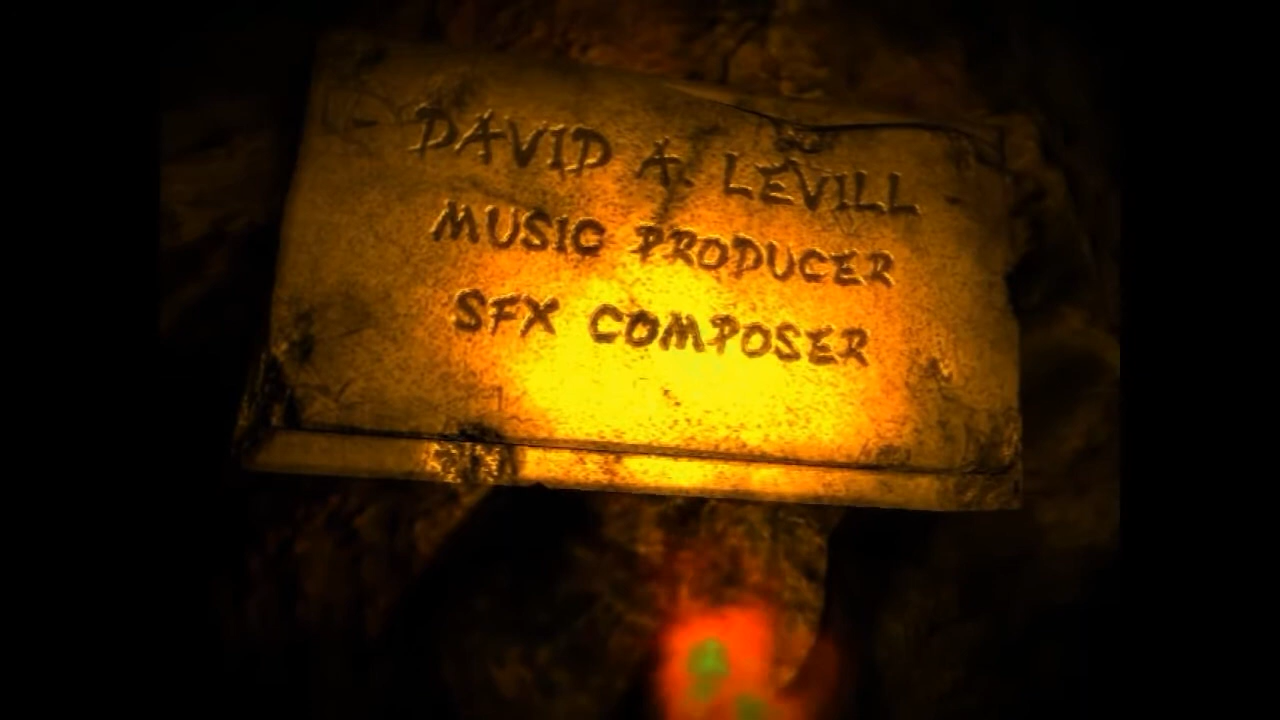 - DAVID A. LEVILL -
MUSIC PRODUCER
SFX COMPOSER